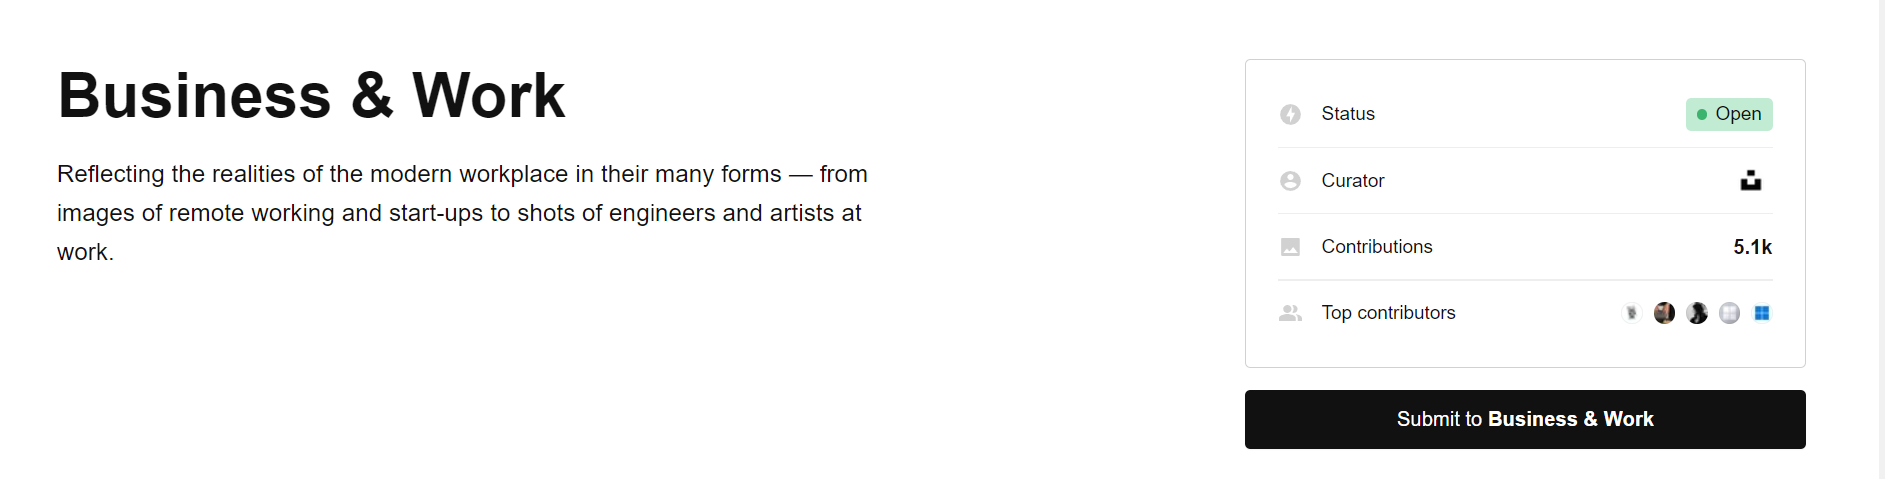 Business & Work
Reflecting the realities of the modern workplace in their many forms — from
images of remote working and start-ups to shots of engineers and artists at
work.
Status Open
Curator
Contributions 5.1k
Top contributors
Submit to Business & Work